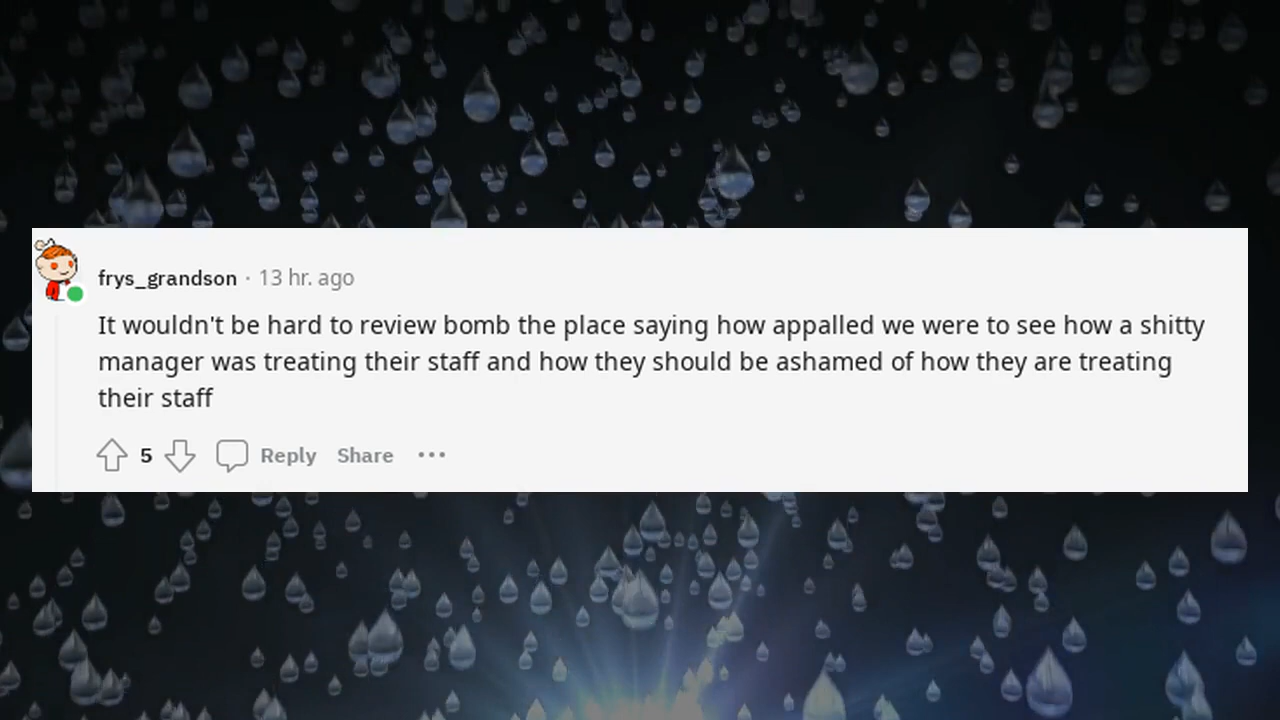 frys_grandson · 13 hr. ago
It wouldn't be hard to review bomb the place saying how appalled we were to see how a shitty
manager was treating their staff and how they should be ashamed of how they are treating
their staff
5 Reply Share ···